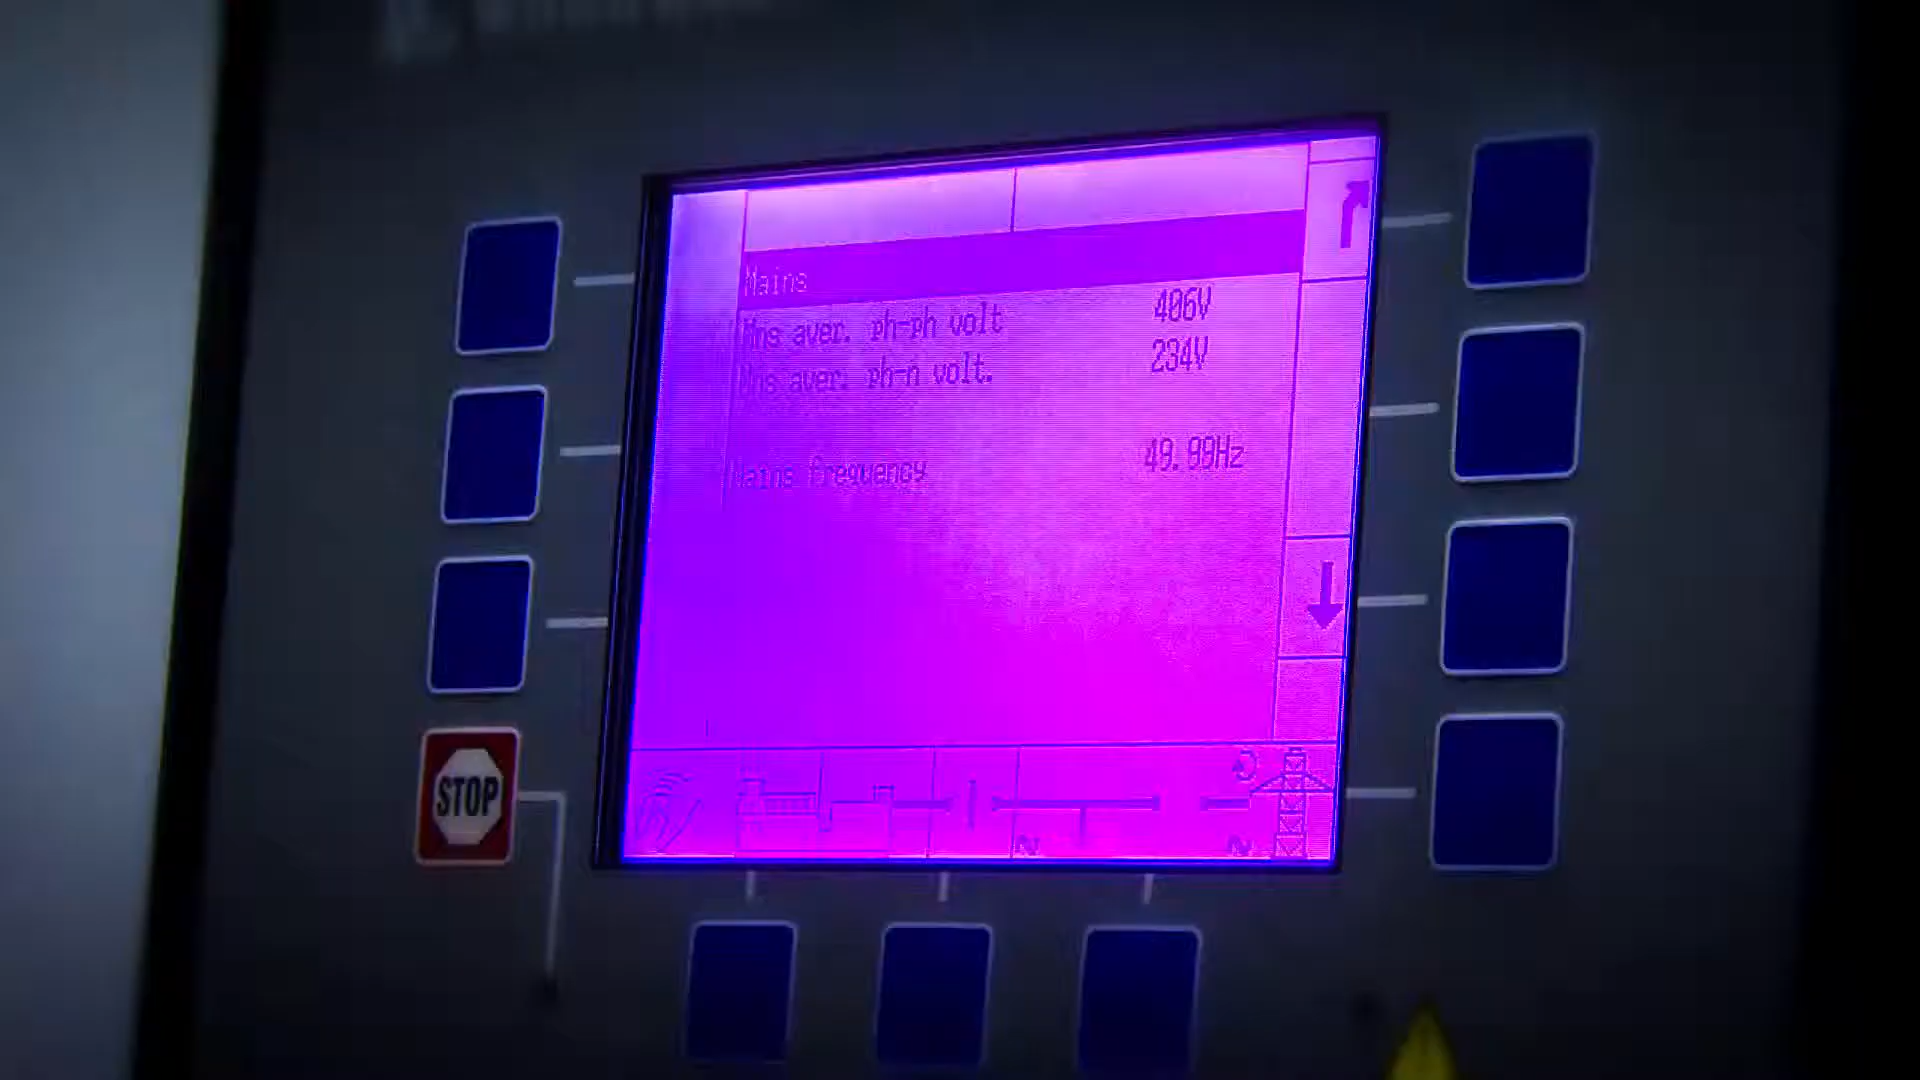 Mains
Mns aver. ph-ph volt 406V
Mns aver. ph-n volt. 234V
Mains frequency 49.99Hz
STOP
N
N